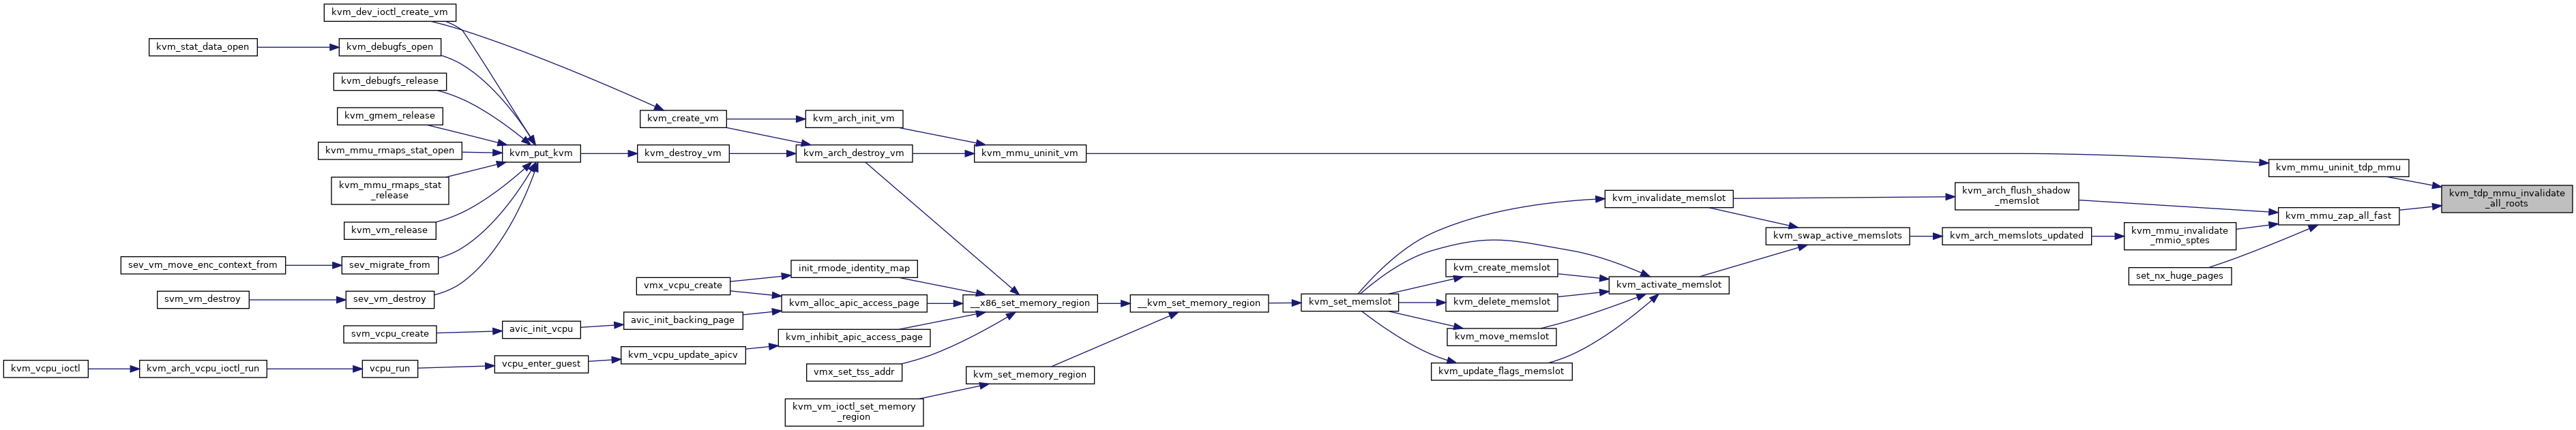 kvm_dev_ioctl_create_vm
kvm_stat_data_open
kvm_debugfs_open
kvm_debugfs_release
kvm_gmem_release
kvm_mmu_rmaps_stat_open
kvm_mmu_rmaps_stat
_release
kvm_vm_release
sev_vm_move_enc_context_from
sev_migrate_from
svm_vm_destroy
sev_vm_destroy
kvm_put_kvm
kvm_create_vm
kvm_destroy_vm
kvm_arch_init_vm
kvm_arch_destroy_vm
kvm_mmu_uninit_vm
vmx_vcpu_create
init_rmode_identity_map
kvm_alloc_apic_access_page
avic_init_backing_page
avic_init_vcpu
svm_vcpu_create
kvm_inhibit_apic_access_page
kvm_vcpu_update_apicv
vcpu_enter_guest
vcpu_run
kvm_arch_vcpu_ioctl_run
kvm_vcpu_ioctl
vmx_set_tss_addr
__x86_set_memory_region
kvm_set_memory_region
kvm_vm_ioctl_set_memory
_region
__kvm_set_memory_region
kvm_set_memslot
kvm_create_memslot
kvm_delete_memslot
kvm_move_memslot
kvm_update_flags_memslot
kvm_invalidate_memslot
kvm_activate_memslot
kvm_swap_active_memslots
kvm_arch_flush_shadow
_memslot
kvm_arch_memslots_updated
kvm_mmu_invalidate
_mmio_sptes
set_nx_huge_pages
kvm_mmu_uninit_tdp_mmu
kvm_mmu_zap_all_fast
kvm_tdp_mmu_invalidate
_all_roots